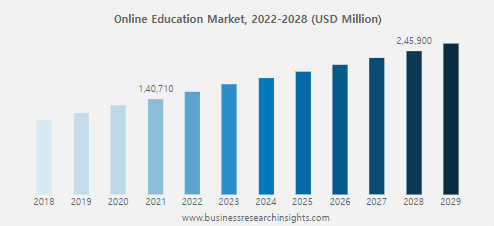 Online Education Market, 2022-2028 (USD Million)
2,45,900
1,40,710
2018 2019 2020 2021 2022 2023 2024 2025 2026 2027 2028 2029
www.businessresearchinsights.com